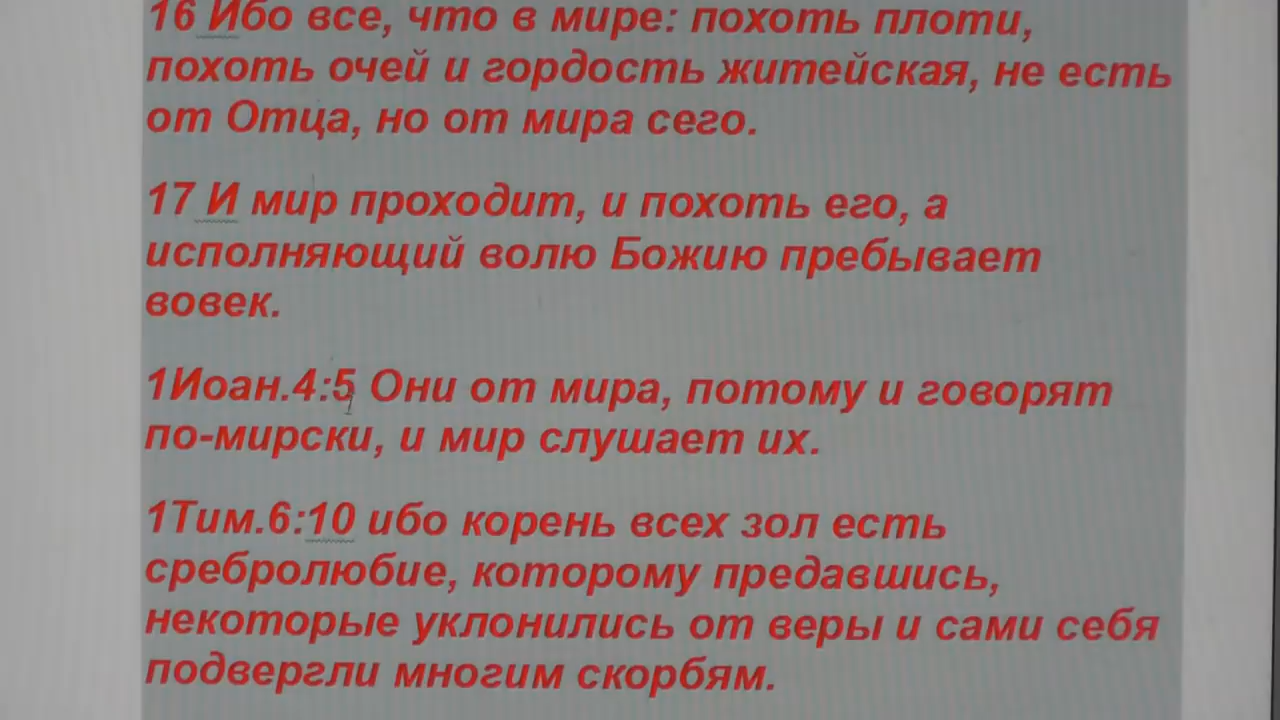 16 Ибо все, что в мире: похоть плоти,
похоть очей и гордость житейская, не есть
от Отца, но от мира сего.
17 И мир проходит, и похоть его, а
исполняющий волю Божию пребывает
вовек.
1Иоан.4:5 Они от мира, потому и говорят
по-мирски, и мир слушает их.
1Тим.6:10 ибо корень всех зол есть
сребролюбие, которому предавшись,
некоторые уклонились от веры и сами себя
подвергли многим скорбям.